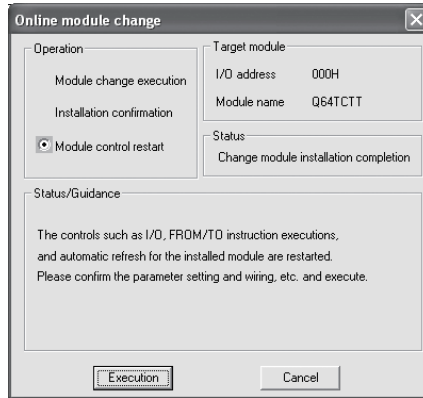 Online module change
Operation
Module change execution
Installation confirmation
Module control restart
Target module
I/O address 000H
Module name Q64TCTT
Status
Change module installation completion
Status/Guidance
The controls such as I/O, FROM/TO instruction executions,
and automatic refresh for the installed module are restarted.
Please confirm the parameter setting and wiring, etc. and execute.
Execution
Cancel